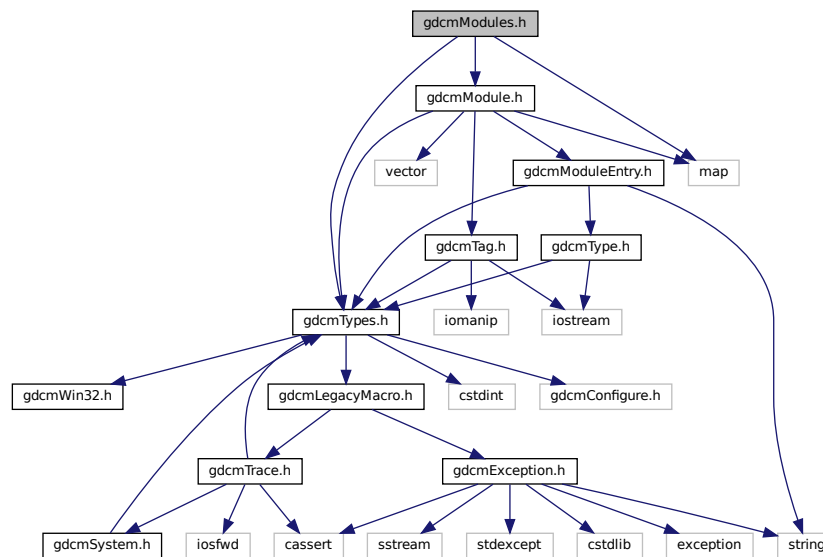 gdcmModules.h
gdcmModule.h
vector
gdcmModuleEntry.h
map
gdcmTag.h
gdcmType.h
gdcmTypes.h
iomanip
iostream
gdcmWin32.h
gdcmLegacyMacro.h
cstdint
gdcmConfigure.h
gdcmTrace.h
gdcmException.h
gdcmSystem.h
iosfwd
cassert
sstream
stdexcept
cstdlib
exception
string